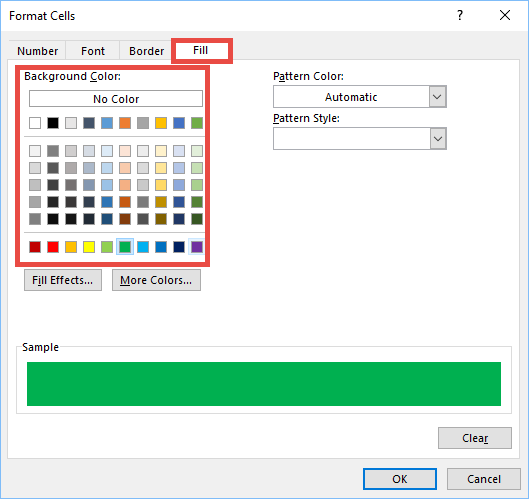 Format Cells
?
Number Font Border Fill
Background Color:
No Color
Pattern Color:
Automatic
Pattern Style:
Fill Effects...
More Colors...
Sample
Clear
OK
Cancel